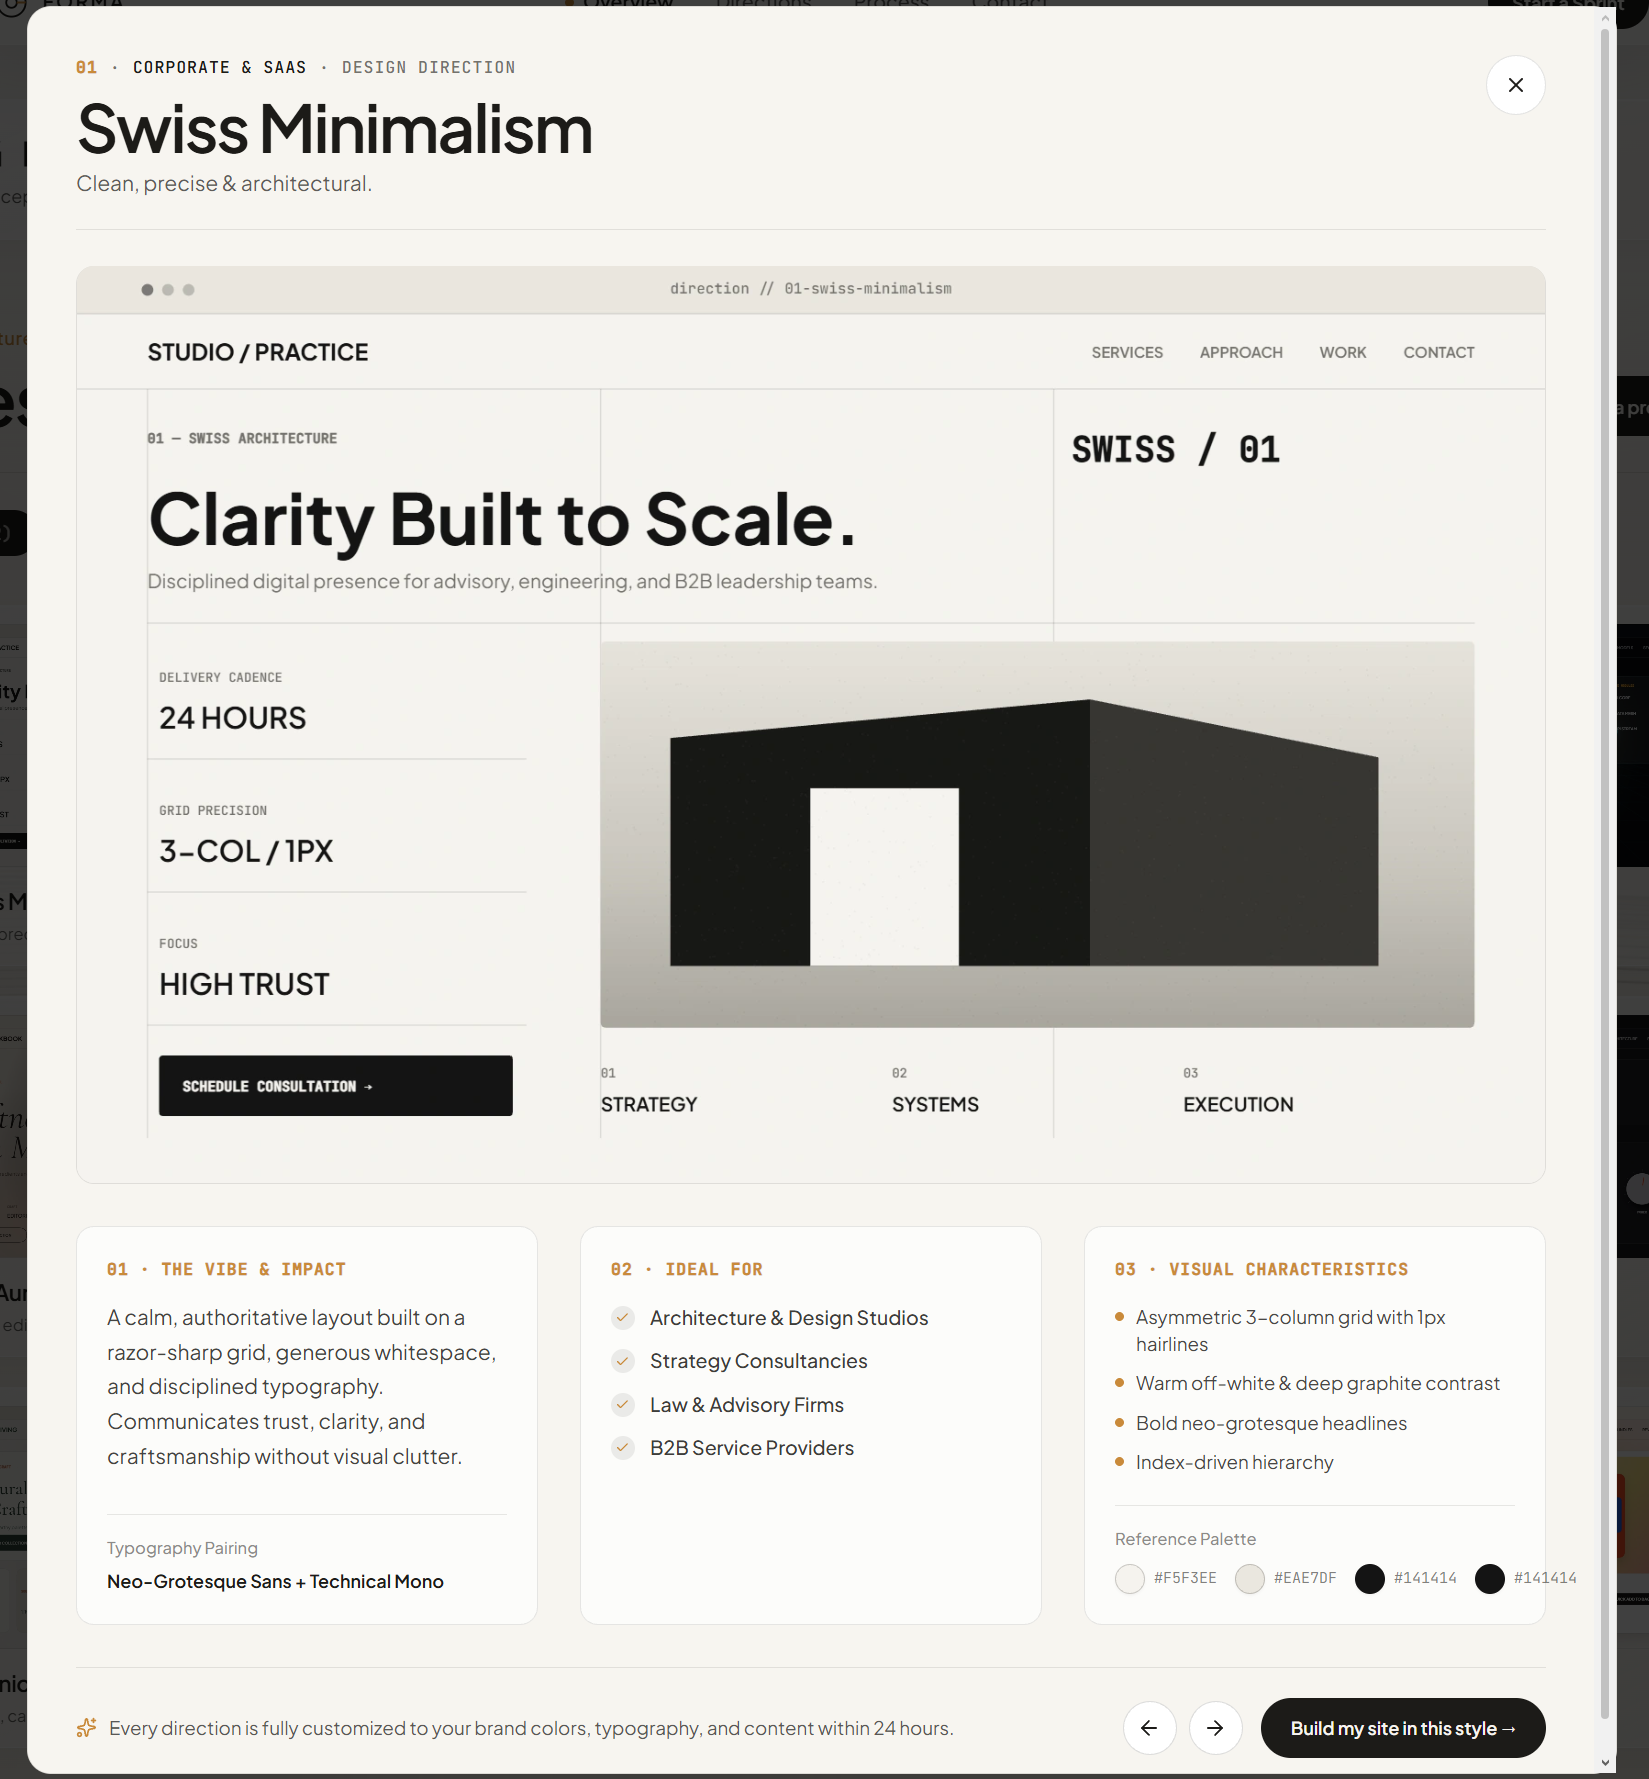 01 · CORPORATE & SAAS · DESIGN DIRECTION
Swiss Minimalism
Clean, precise & architectural.
direction // 01-swiss-minimalism
STUDIO / PRACTICE
SERVICES APPROACH WORK CONTACT
01 — SWISS ARCHITECTURE
SWISS / 01
Clarity Built to Scale.
Disciplined digital presence for advisory, engineering, and B2B leadership teams.
DELIVERY CADENCE
24 HOURS
GRID PRECISION
3-COL / 1PX
FOCUS
HIGH TRUST
SCHEDULE CONSULTATION →
01
STRATEGY
02
SYSTEMS
03
EXECUTION
01 · THE VIBE & IMPACT
A calm, authoritative layout built on a
razor-sharp grid, generous whitespace,
and disciplined typography.
Communicates trust, clarity, and
craftsmanship without visual clutter.
Typography Pairing
Neo-Grotesque Sans + Technical Mono
02 · IDEAL FOR
Architecture & Design Studios
Strategy Consultancies
Law & Advisory Firms
B2B Service Providers
03 · VISUAL CHARACTERISTICS
Asymmetric 3-column grid with 1px
hairlines
Warm off-white & deep graphite contrast
Bold neo-grotesque headlines
Index-driven hierarchy
Reference Palette
#F5F3EE #EAE7DF #141414 #141414
Every direction is fully customized to your brand colors, typography, and content within 24 hours.
Build my site in this style →